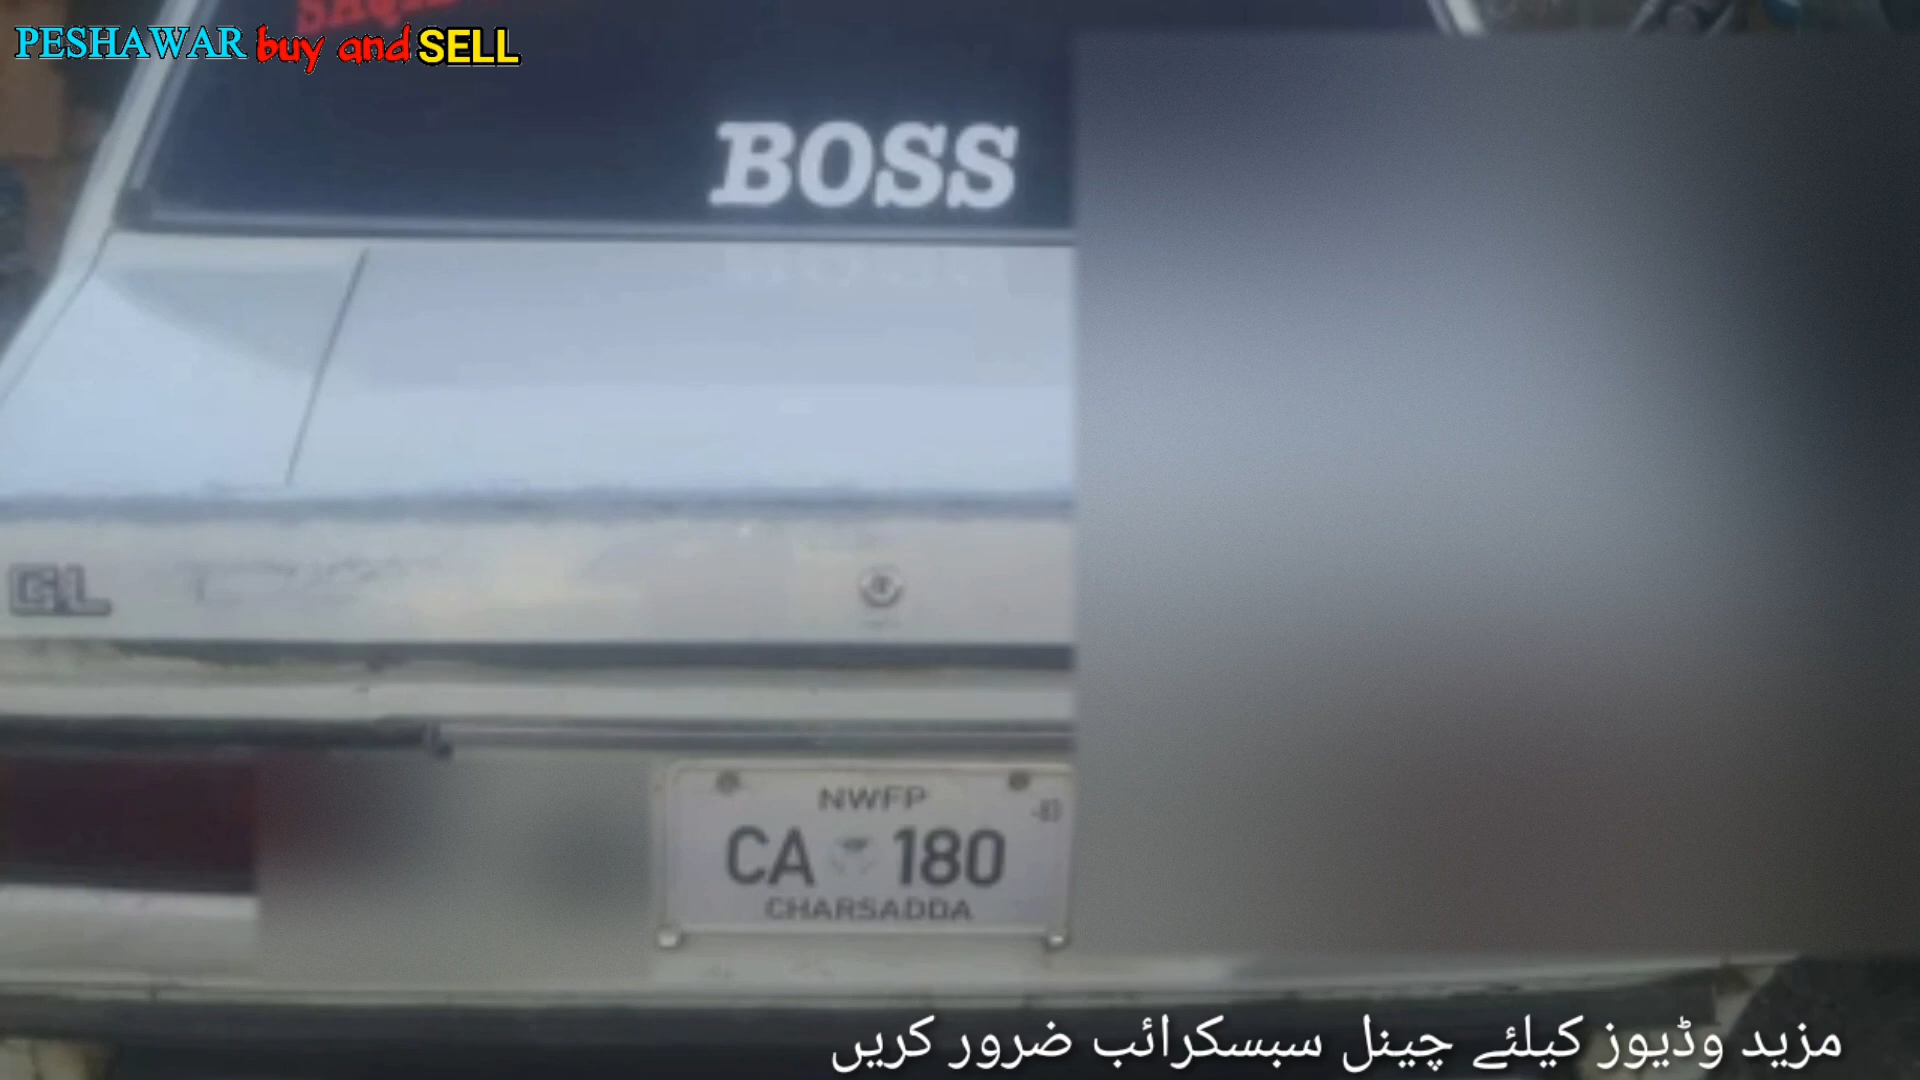 PESHAWAR buy and SELL
BOSS
GL
NWFP
CA 180
CHARSADDA
مزید وڈیوز کیلئے چینل سبسکرائب ضرور کریں